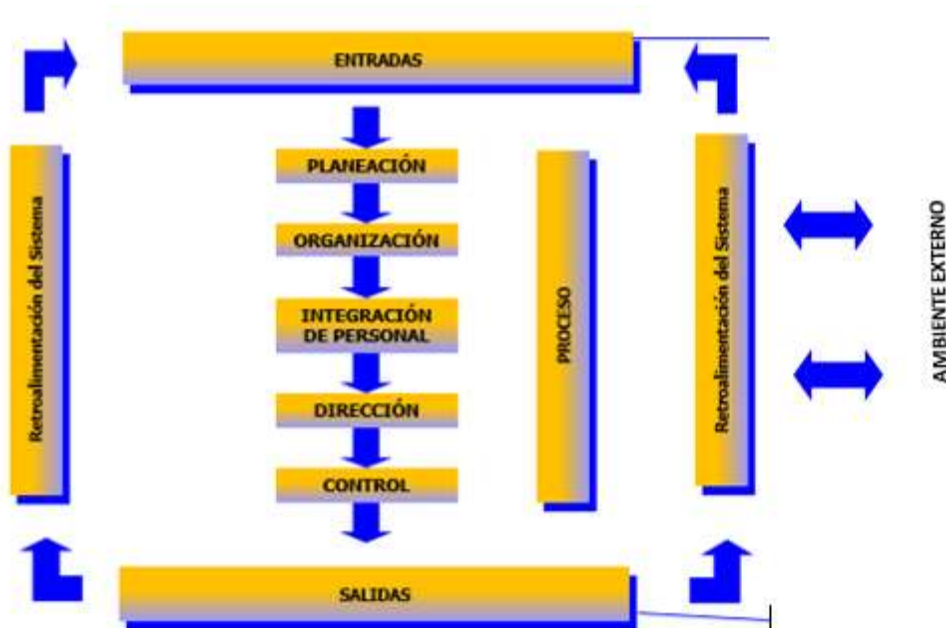 ENTRADAS
Retroalimentación del Sistema
PLANEACIÓN
ORGANIZACIÓN
INTEGRACIÓN
DE PERSONAL
DIRECCIÓN
CONTROL
PROCESO
Retroalimentación del Sistema
AMBIENTE EXTERNO
SALIDAS